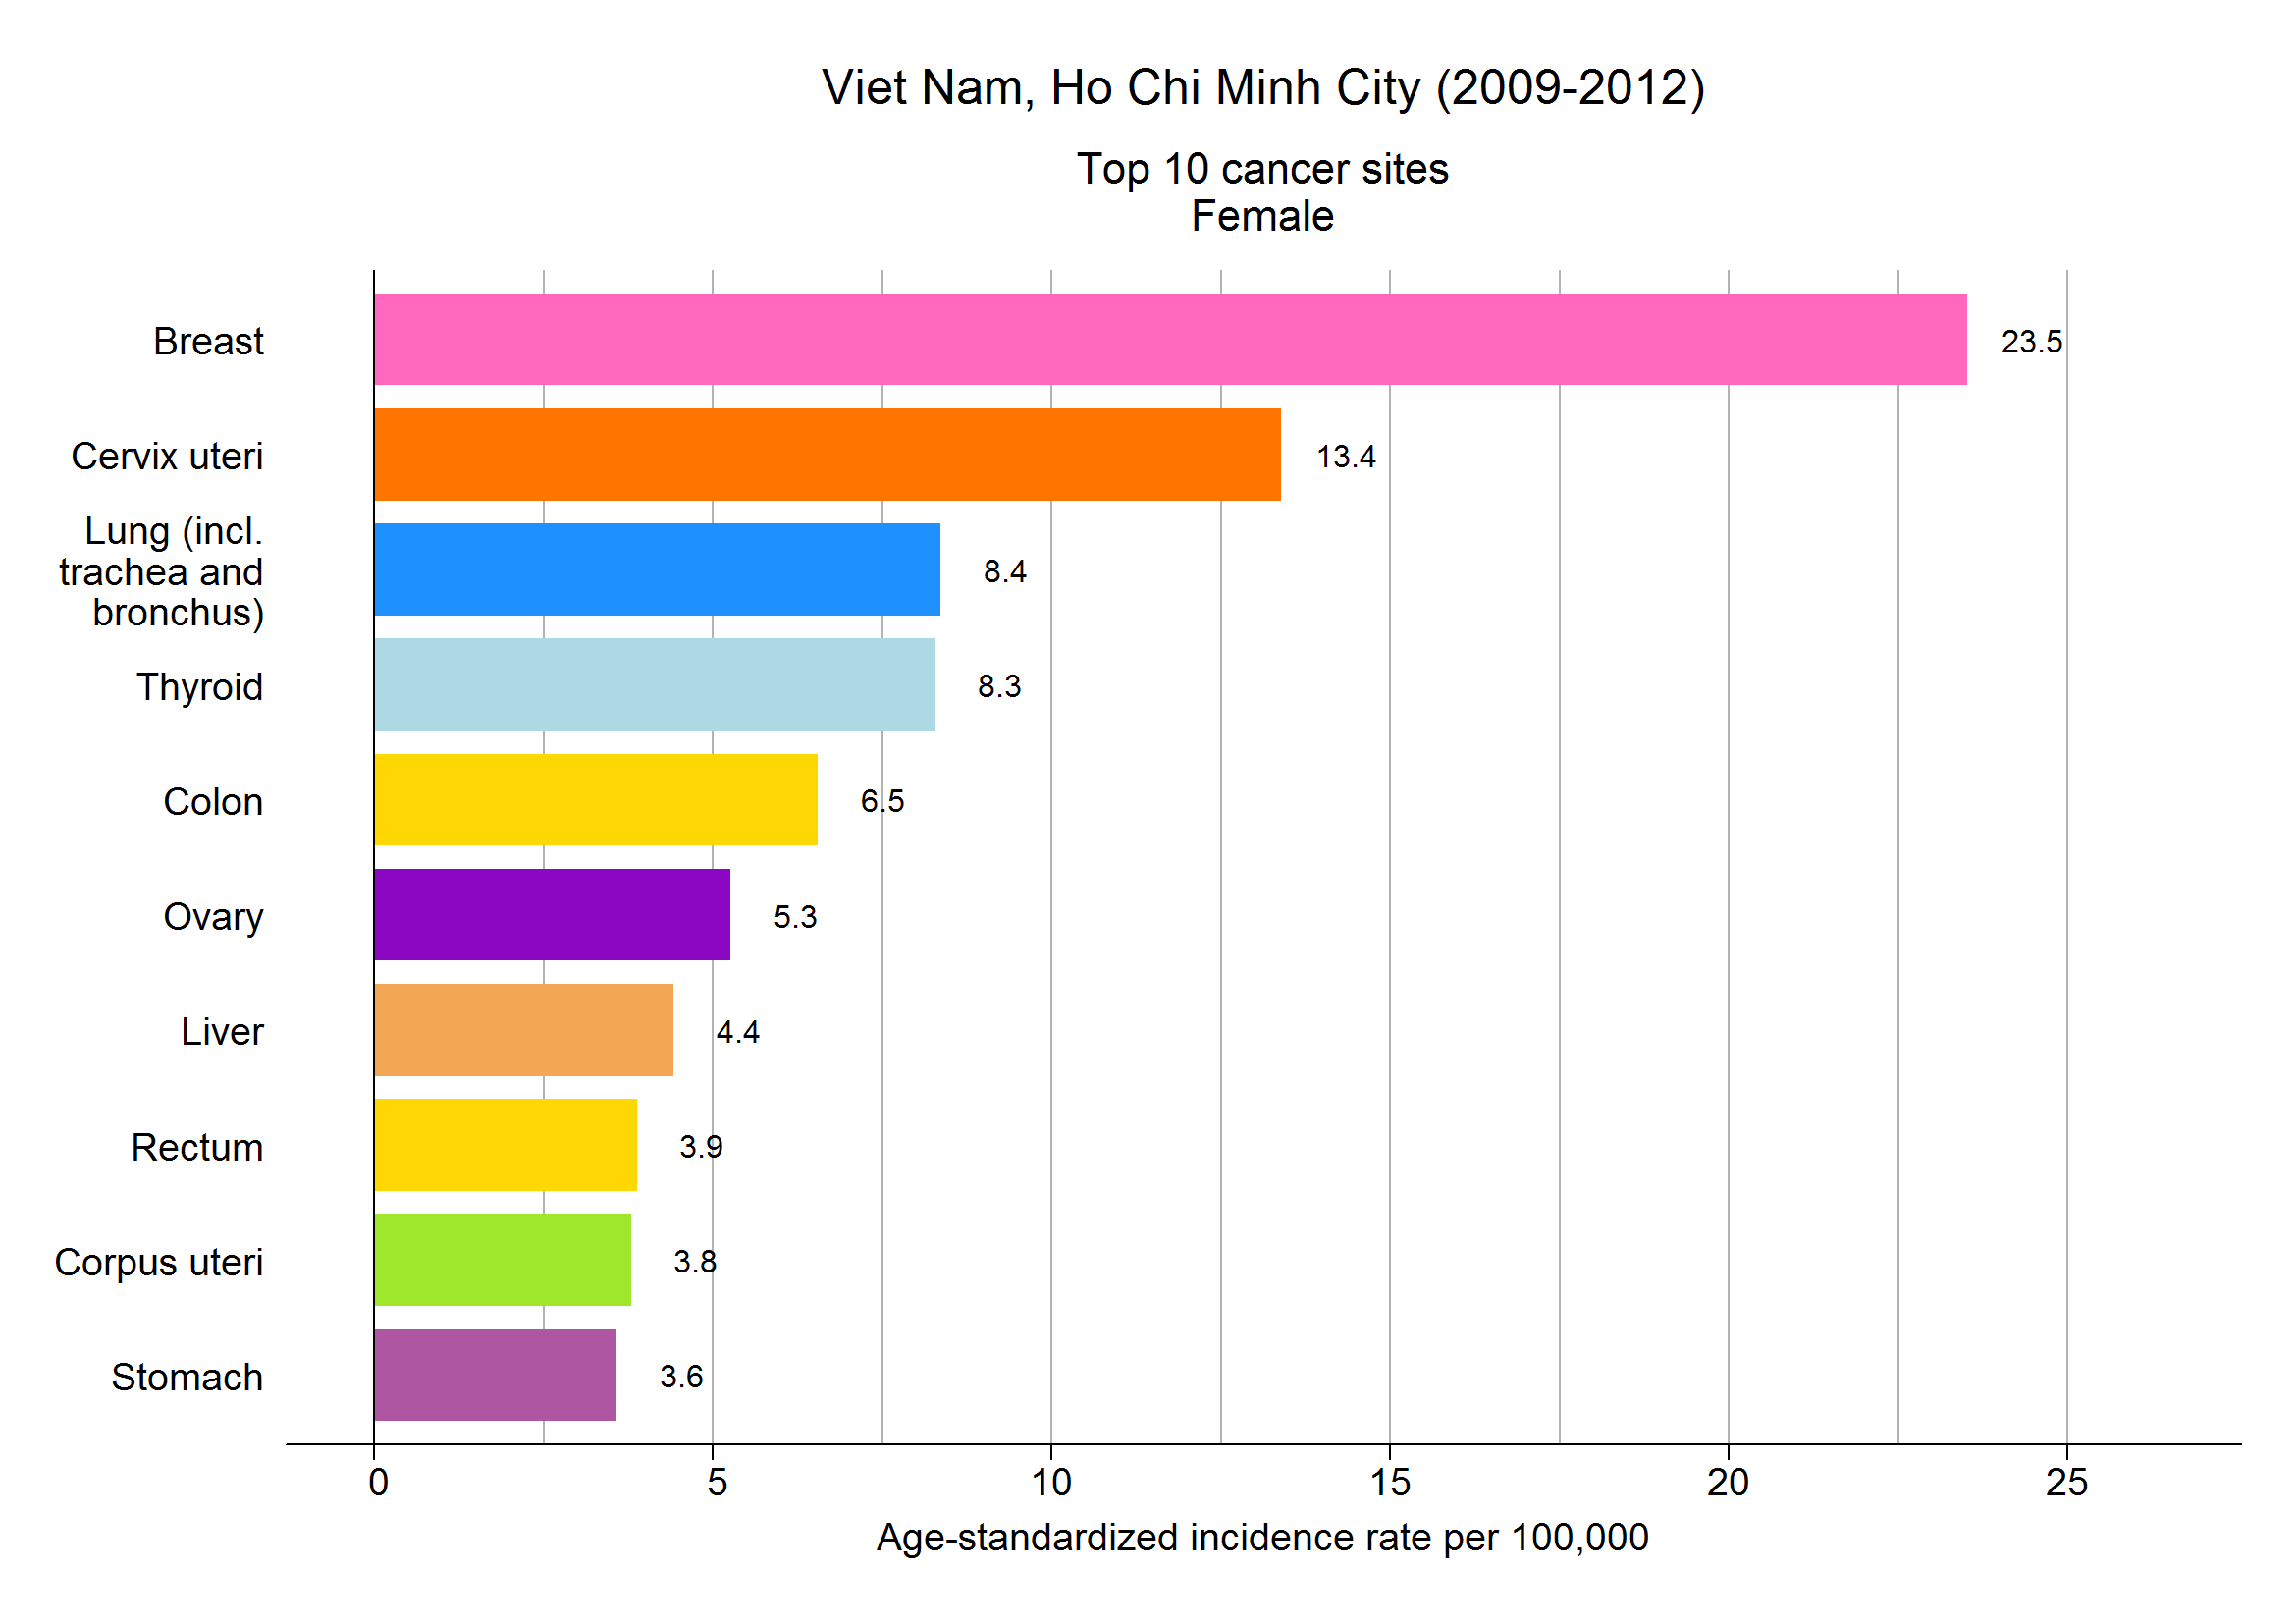 Viet Nam, Ho Chi Minh City (2009-2012)
Top 10 cancer sites
Female
Breast
23.5
Cervix uteri
13.4
Lung (incl.
trachea and
bronchus)
8.4
Thyroid
8.3
Colon
6.5
Ovary
5.3
Liver
4.4
Rectum
3.9
Corpus uteri
3.8
Stomach
3.6
0 5 10 15 20 25
Age-standardized incidence rate per 100,000